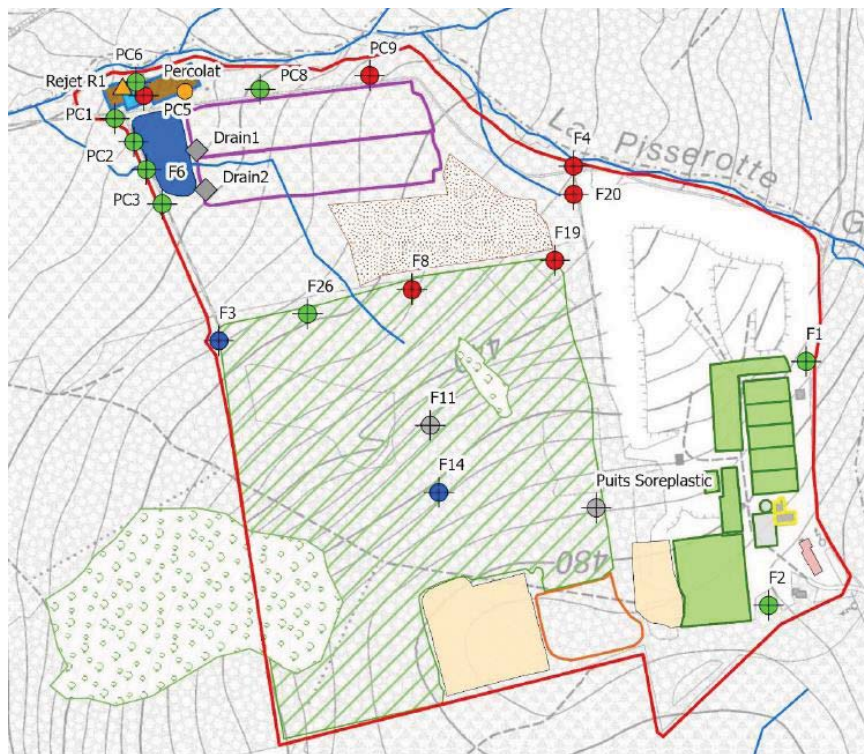 PC9
PC6
Rejet R1
Percolat
PC8
PC1
PC5
PC2
Drain1
La Pisserotte
F4
F6
Drain2
F20
PC3
G
F19
F8
F26
F3
F1
F11
F14
Puits Soreplastic
480
F2